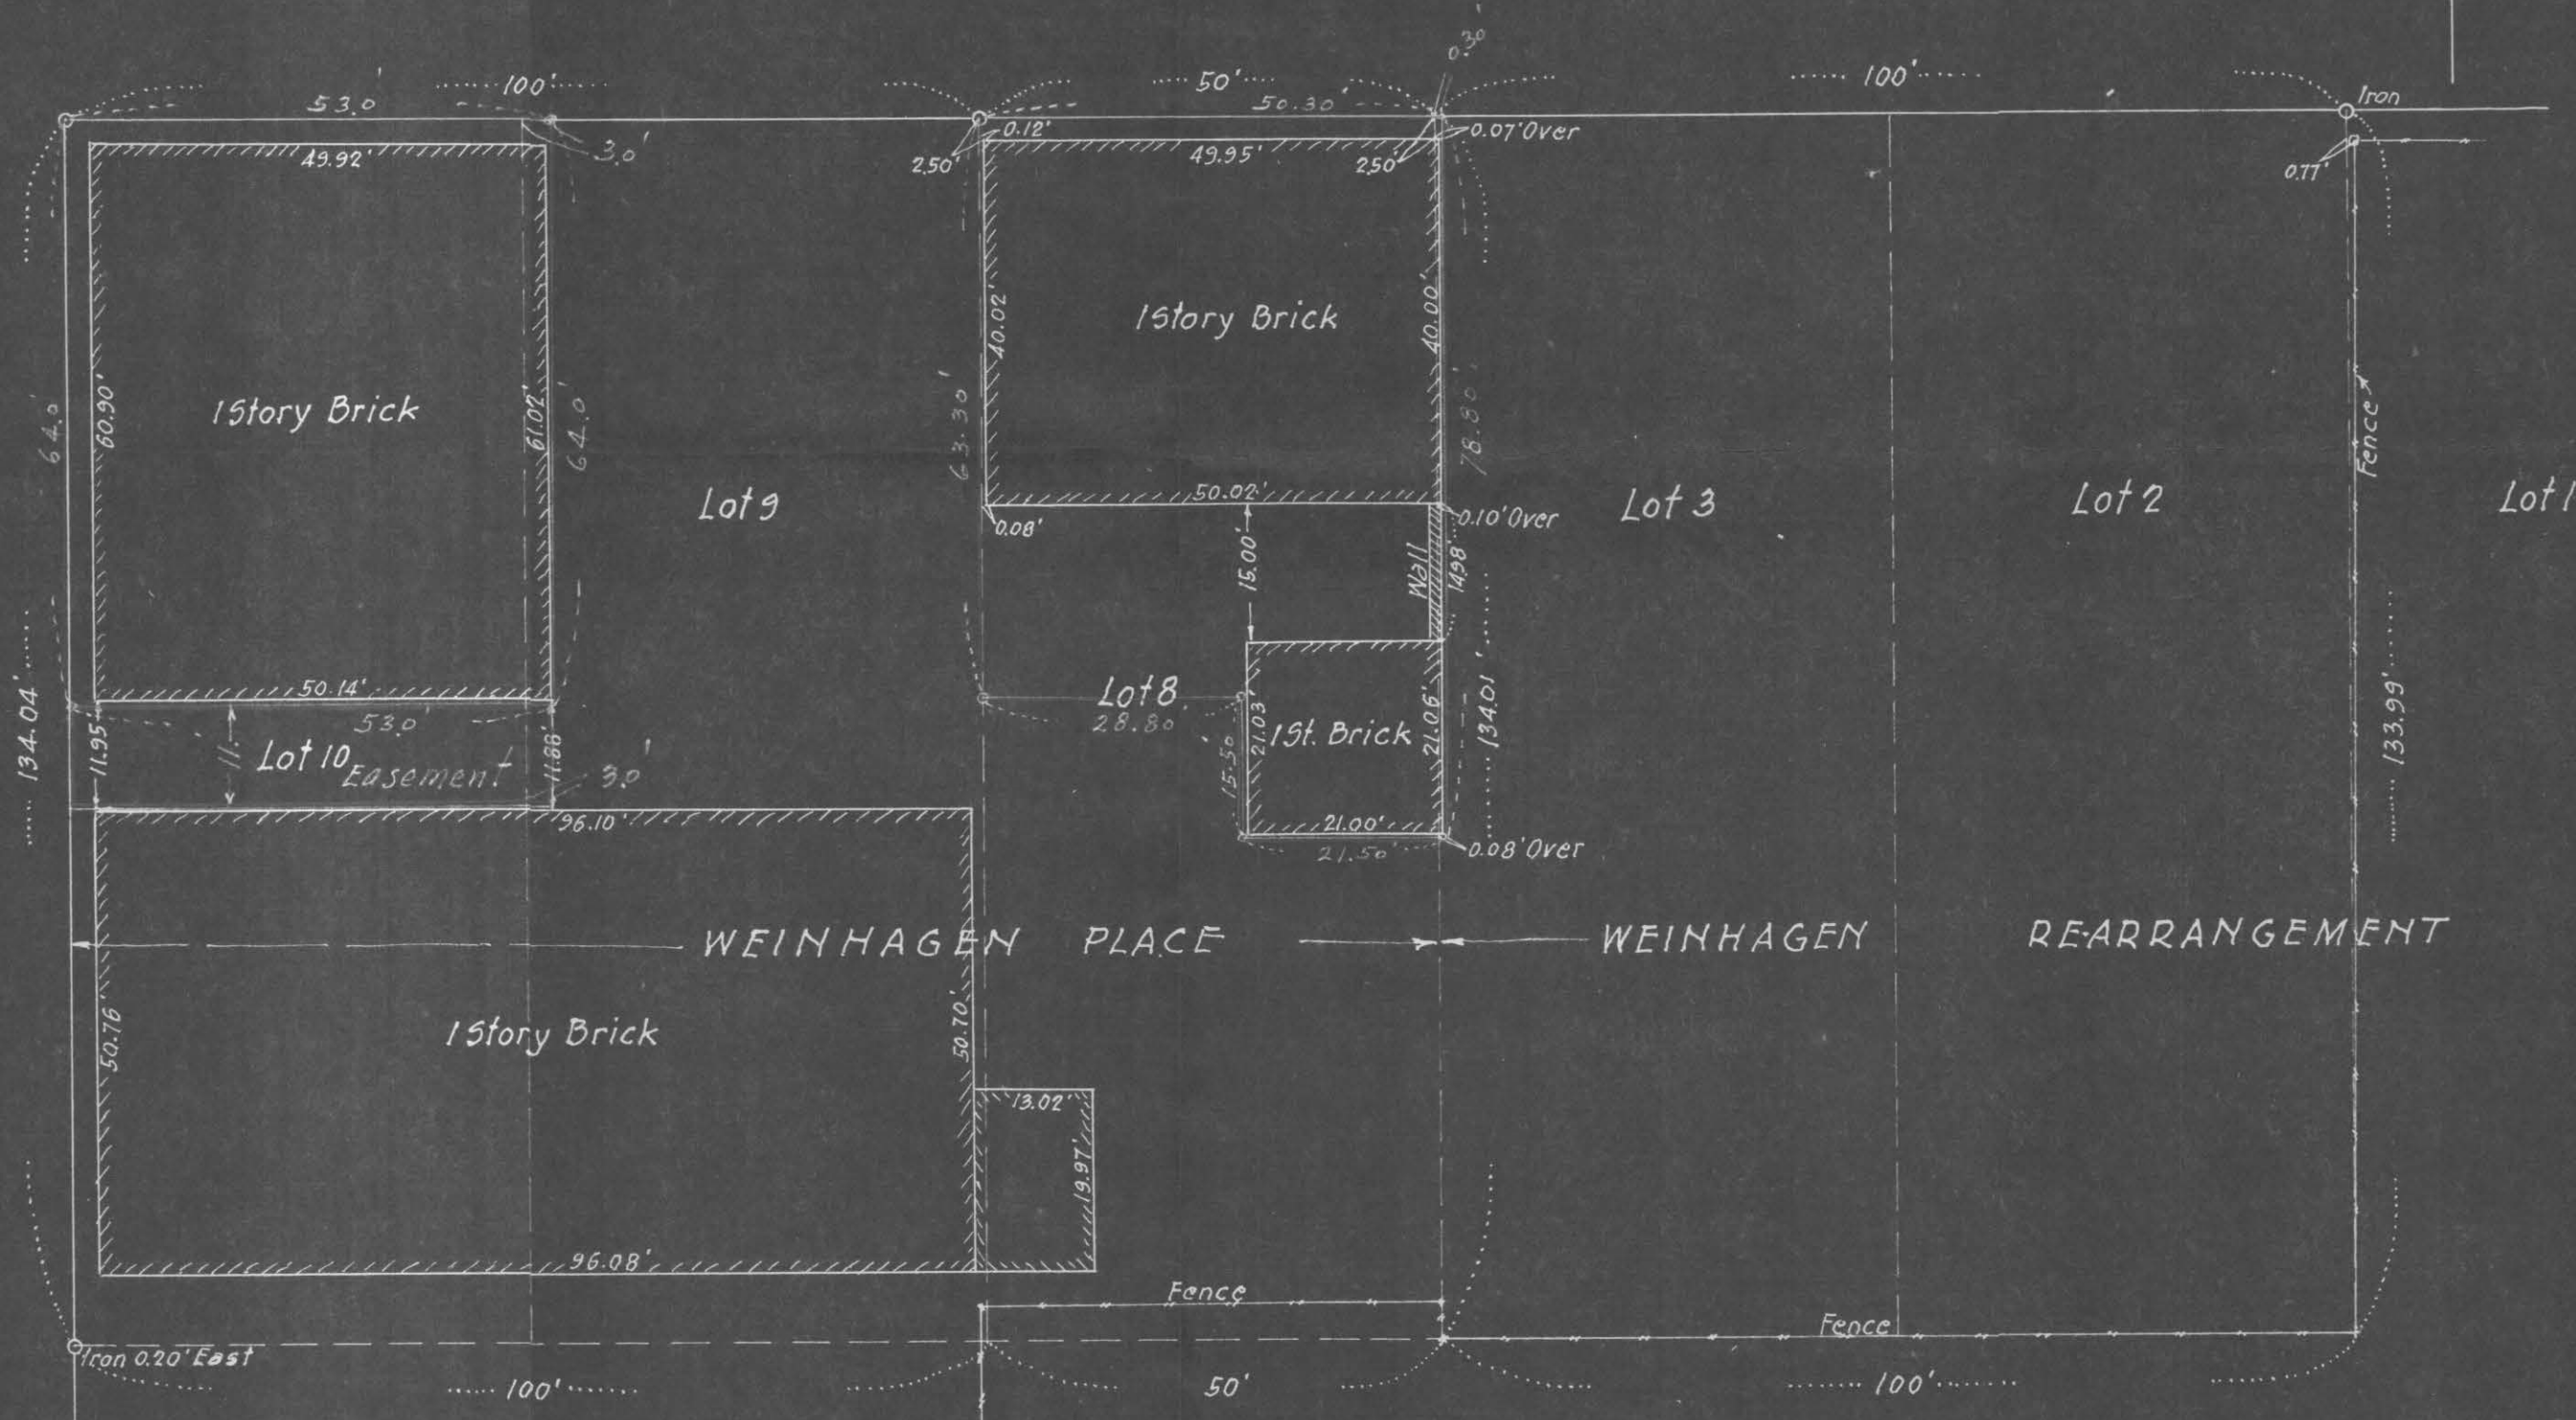 0.30'
100' 50' 100'
53.0' 50.30' Iron
0.12' 0.07' Over
49.92' 3.0' 2.50' 49.95' 2.50' 0.77'
40.02' 40.00'
1 Story Brick
64.0' 60.90' 61.02' 64.0' 63.30' 78.80'
1 Story Brick
Fence
Lot 9 50.02' Lot 3 Lot 2 Lot 1
0.08' 0.10' Over
15.00' Wall 14.98'
50.14' Lot 8
53.0' 28.80
134.04' 11.95' 11. Lot 10 Easement 11.88' 3.0'
15.50 21.03' 1 St. Brick 21.06' 134.01' 133.99'
96.10' 21.00'
21.50' 0.08' Over
WEINHAGEN PLACE WEINHAGEN REARRANGEMENT
50.76' 1 Story Brick 50.70'
13.02'
19.97'
96.08'
Fence
Fence
Iron 0.20' East
100' 50' 100'